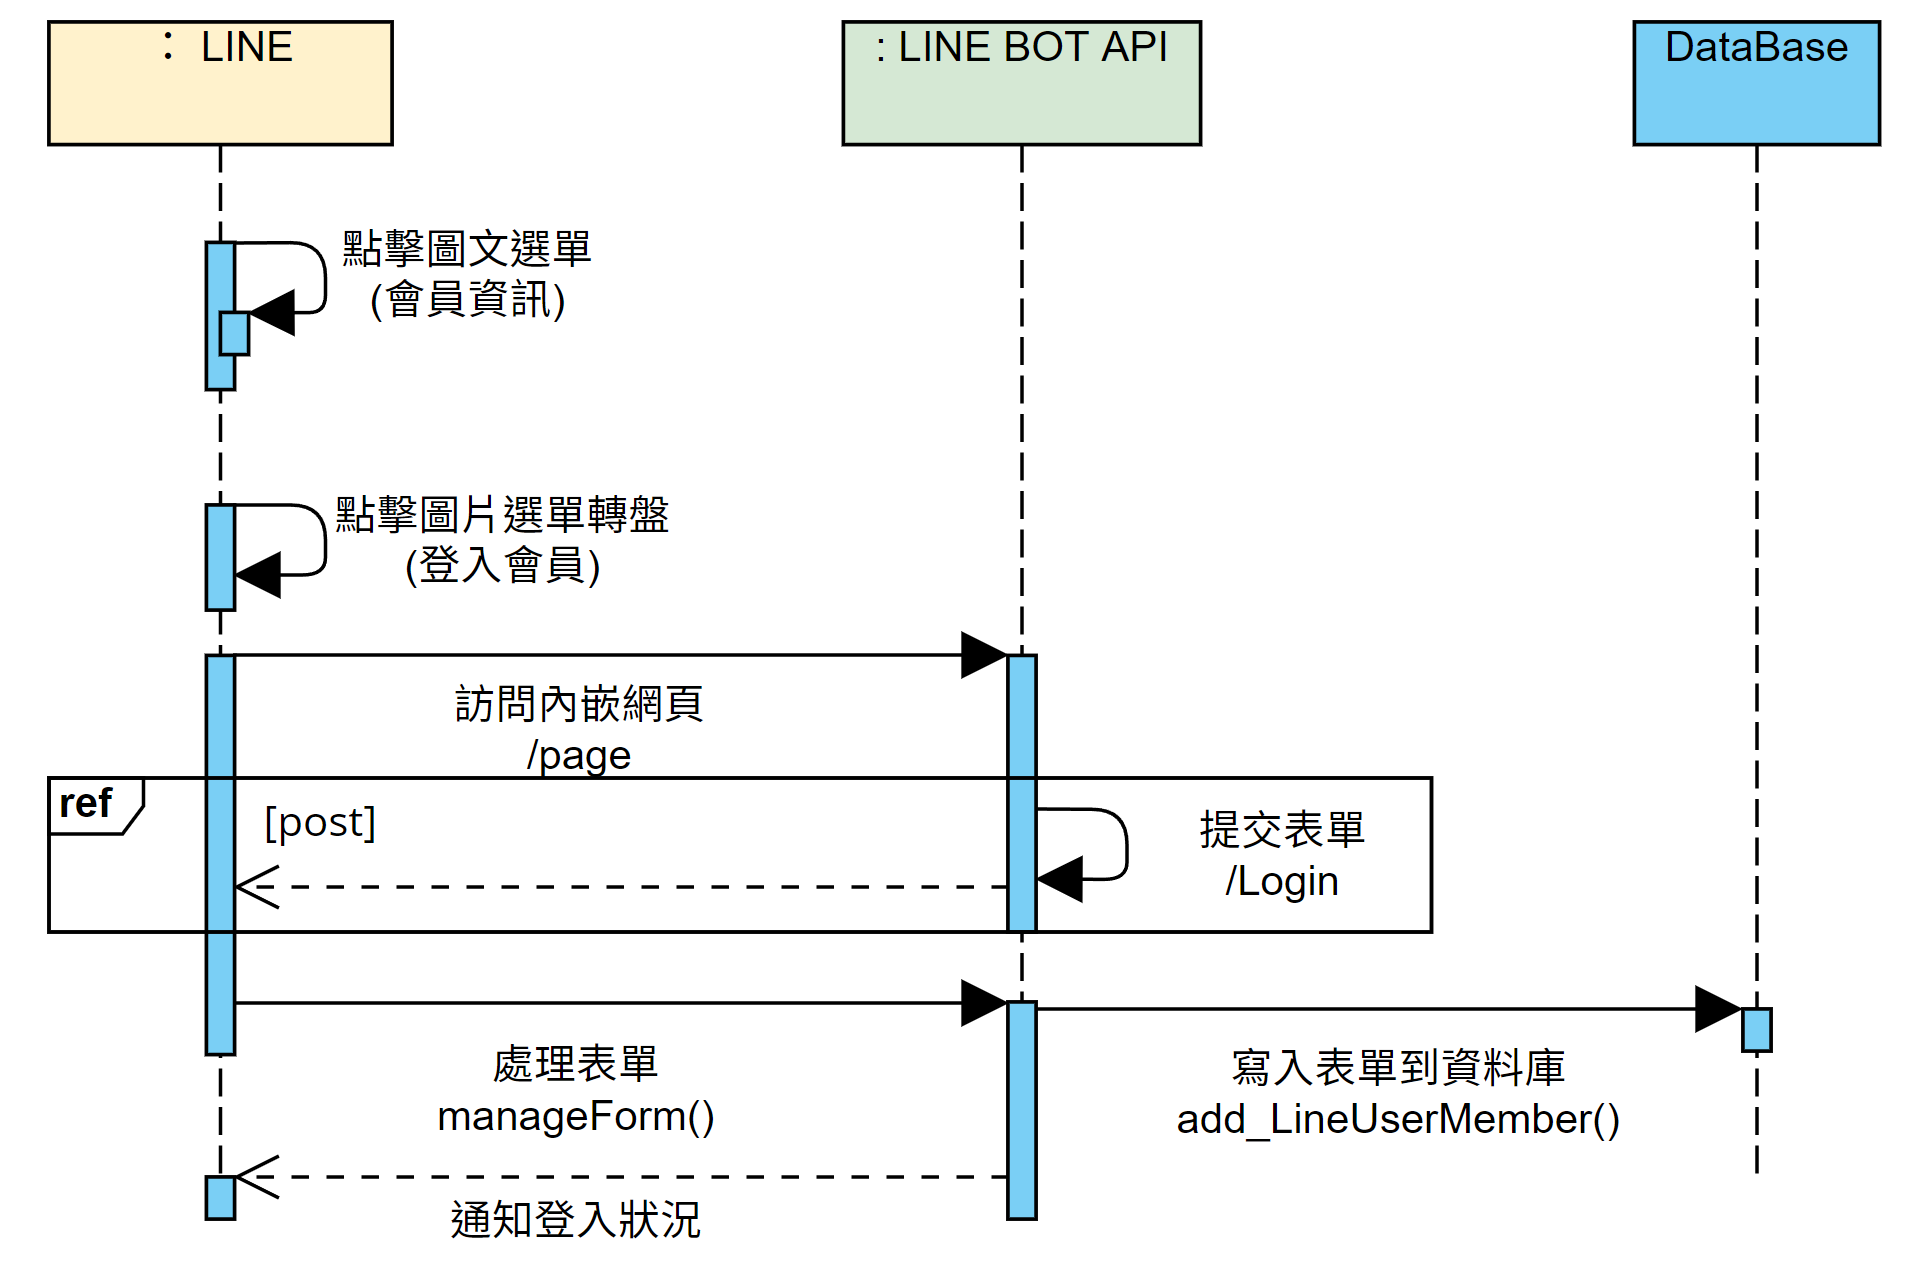 ： LINE
: LINE BOT API
DataBase
點擊圖文選單
(會員資訊)
點擊圖片選單轉盤
(登入會員)
訪問內嵌網頁
/page
ref
[post]
提交表單
/Login
處理表單
manageForm()
寫入表單到資料庫
add_LineUserMember()
通知登入狀況